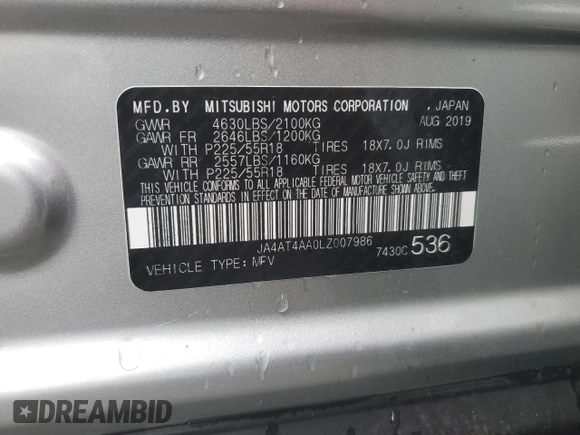 MFD.BY MITSUBISHI MOTORS CORPORATION , JAPAN
GVWR 4630LBS/2100KG AUG 2019
GAWR FR 2646LBS/1200KG
WITH P225/55R18 TIRES 18X7.0J RIMS
GAWR RR 2557LBS/1160KG
WITH P225/55R18 TIRES 18X7.0J RIMS
THIS VEHICLE CONFORMS TO ALL APPLICABLE FEDERAL MOTOR VEHICLE SAFETY AND THEFT
PREVENTION STANDARDS IN EFFECT ON THE DATE OF MANUFACTURE SHOWN ABOVE.
JA4AT4AA0LZ007986
VEHICLE TYPE: MPV 7430C 536
DREAMBID